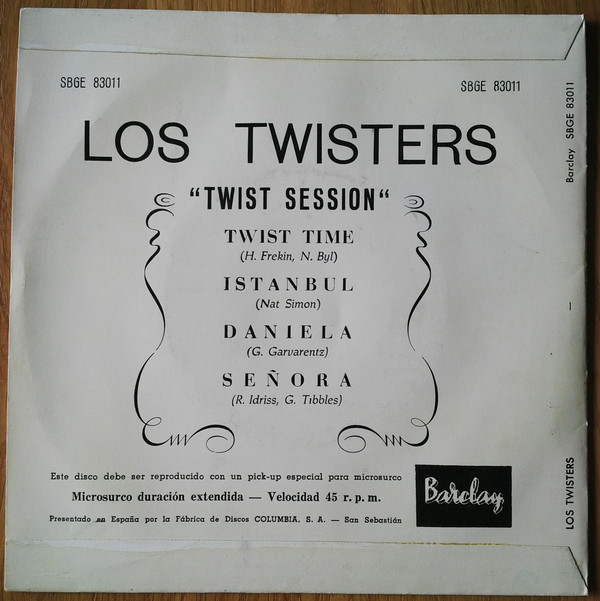 SBGE 83011
SBGE 83011
LOS TWISTERS
"TWIST SESSION"
TWIST TIME
(H. Frekin, N. Byl)
ISTANBUL
(Nat Simon)
DANIELA
(G. Garvarentz)
SEÑORA
(R. Idriss, G. Tibbles)
Este disco debe ser reproducido con un pick-up especial para microsurco
Microsurco duración extendida — Velocidad 45 r. p. m.
Presentado en España por la Fábrica de Discos COLUMBIA, S. A. — San Sebastián
Barclay
Barclay SBGE 83011
LOS TWISTERS